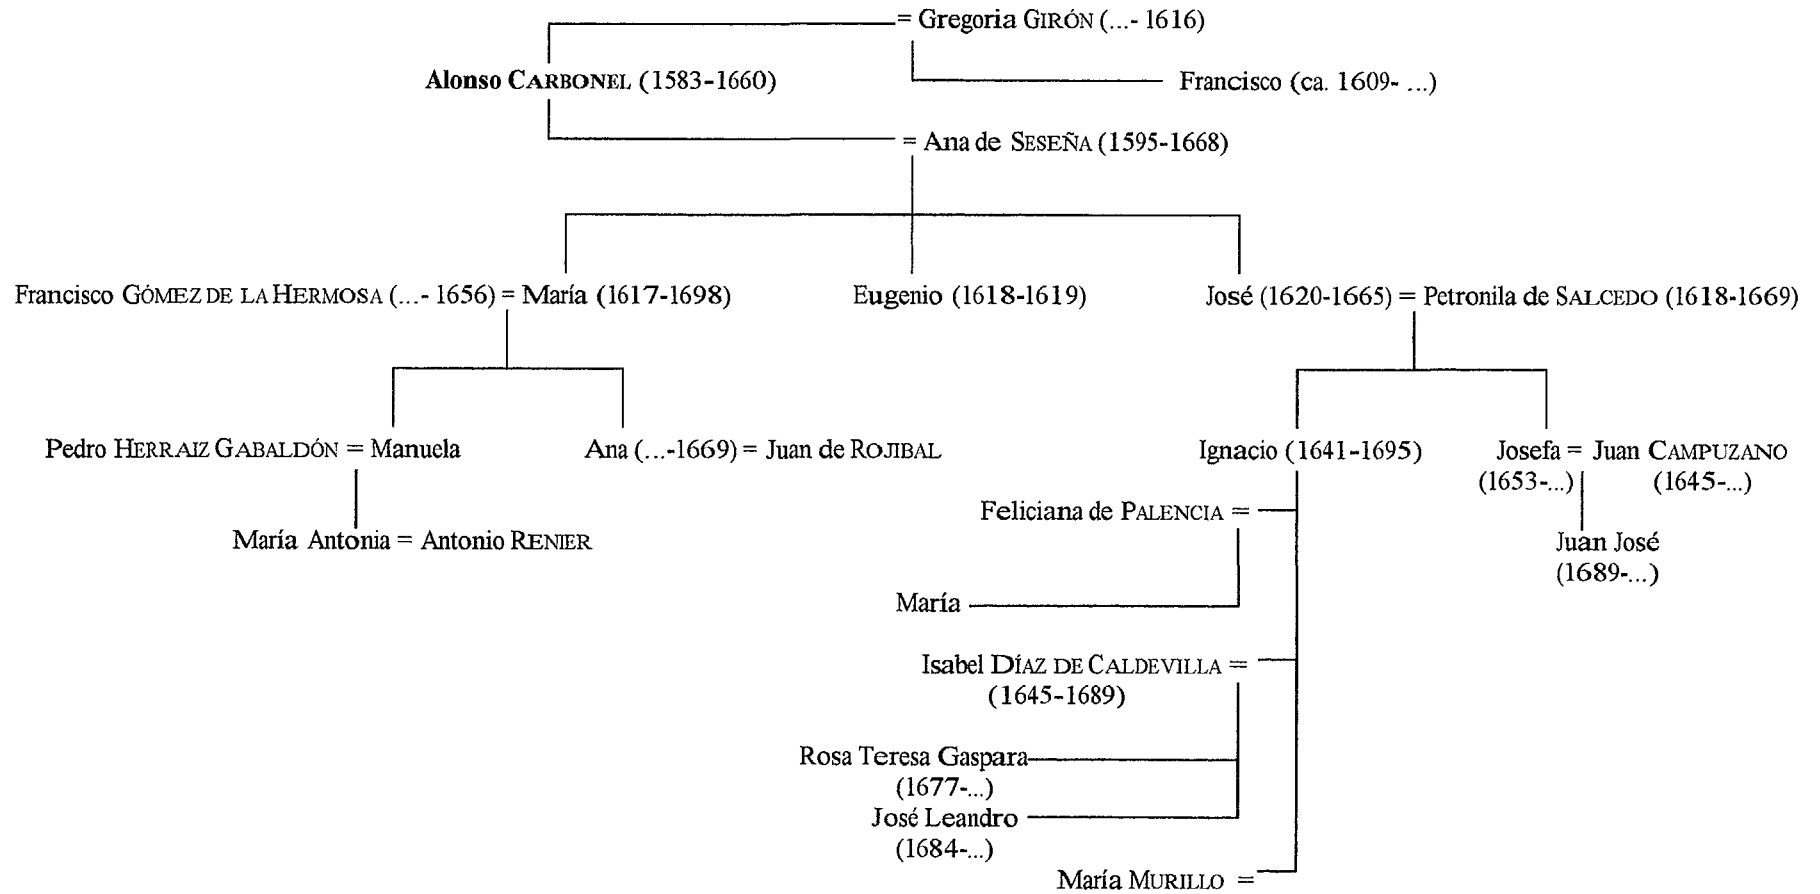 = Gregoria GIRÓN (...- 1616)
Alonso CARBONEL (1583-1660)
Francisco (ca. 1609- ...)
= Ana de SESEÑA (1595-1668)
Francisco GÓMEZ DE LA HERMOSA (...- 1656) = María (1617-1698)
Eugenio (1618-1619)
José (1620-1665) = Petronila de SALCEDO (1618-1669)
Pedro HERRAIZ GABALDÓN = Manuela
Ana (...-1669) = Juan de ROJIBAL
Ignacio (1641-1695)
Josefa = Juan CAMPUZANO
(1653-...) (1645-...)
Feliciana de PALENCIA =
María Antonia = Antonio RENIER
Juan José
(1689-...)
María
Isabel DÍAZ DE CALDEVILLA =
(1645-1689)
Rosa Teresa Gaspara
(1677-...)
José Leandro
(1684-...)
María MURILLO =